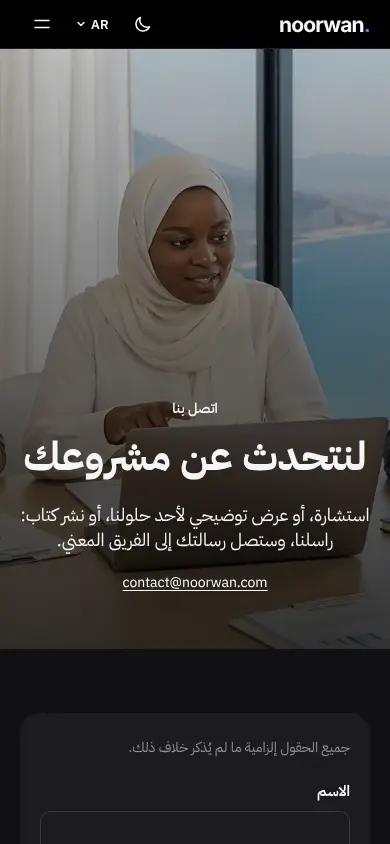 noorwan.
AR
اتصل بنا
لنتحدث عن مشروعك
استشارة، أو عرض توضيحي لأحد حلولنا، أو نشر كتاب:
راسلنا، وستصل رسالتك إلى الفريق المعني.
contact@noorwan.com
جميع الحقول إلزامية ما لم يُذكر خلاف ذلك.
الاسم